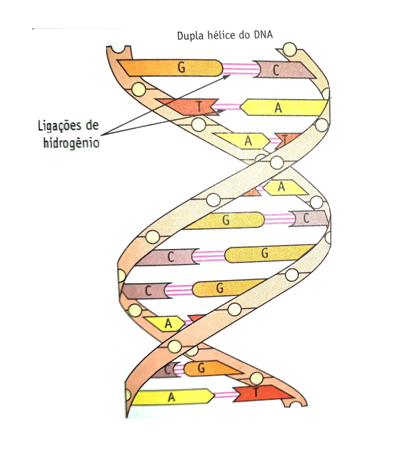 Dupla hélice do DNA
G C
T A
Ligações de
hidrogênio
A T
A
G C
C G
C G
A
C G
A T